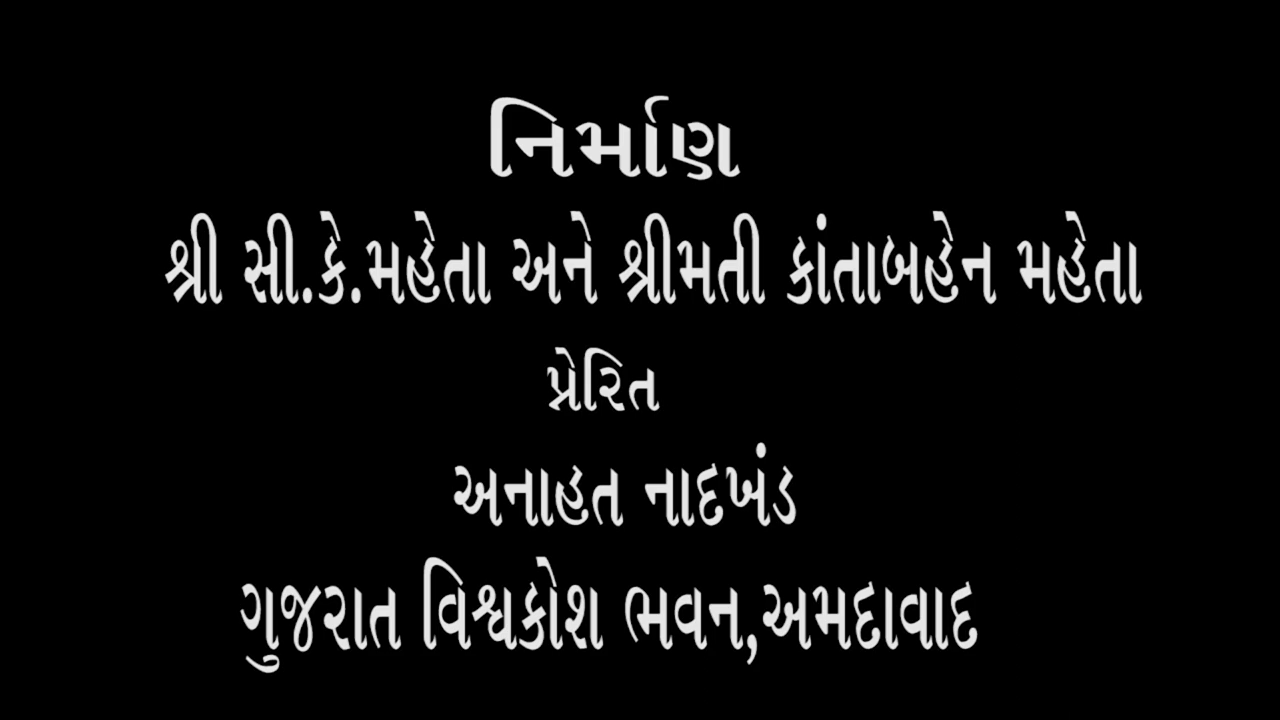 નિર્માણ
શ્રી સી.કે.મહેતા અને શ્રીમતી કાંતાબહેન મહેતા
પ્રેરિત
અનાહત નાદખંડ
ગુજરાત વિશ્વકોશ ભવન,અમદાવાદ